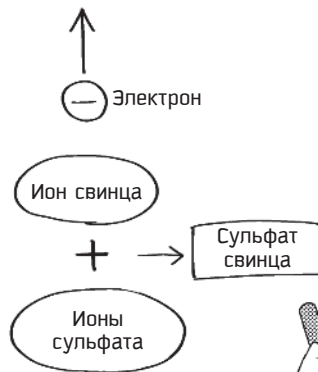 Электрон
Ион свинца
+
Сульфат
свинца
Ионы
сульфата